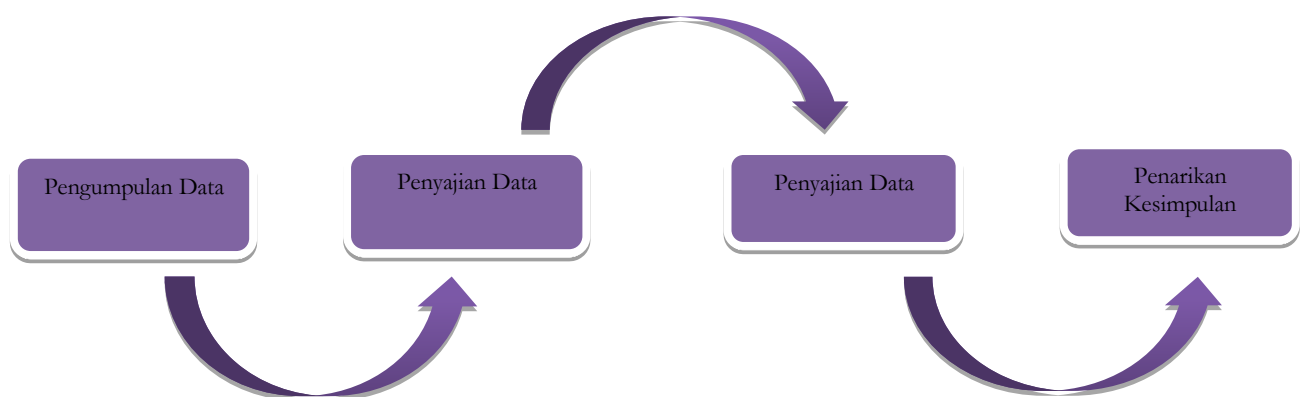 Pengumpulan Data
Penyajian Data
Penyajian Data
Penarikan
Kesimpulan